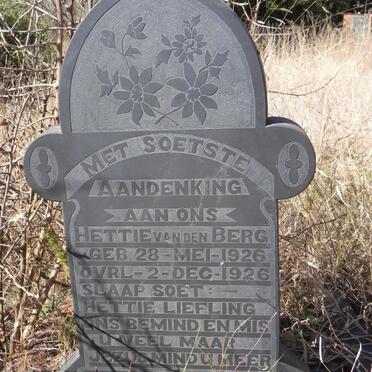 MET SOETSTE
AANDENKING
AAN ONS
HETTIE VAN DEN BERG
GEB 28-MEI-1926
OVRL-2-DEC-1926
SLAAP SOET:—
HETTIE LIEFLING
ONS BEMIND EN MIS
U VEEL MAAR
JEZUS MIND U MEER